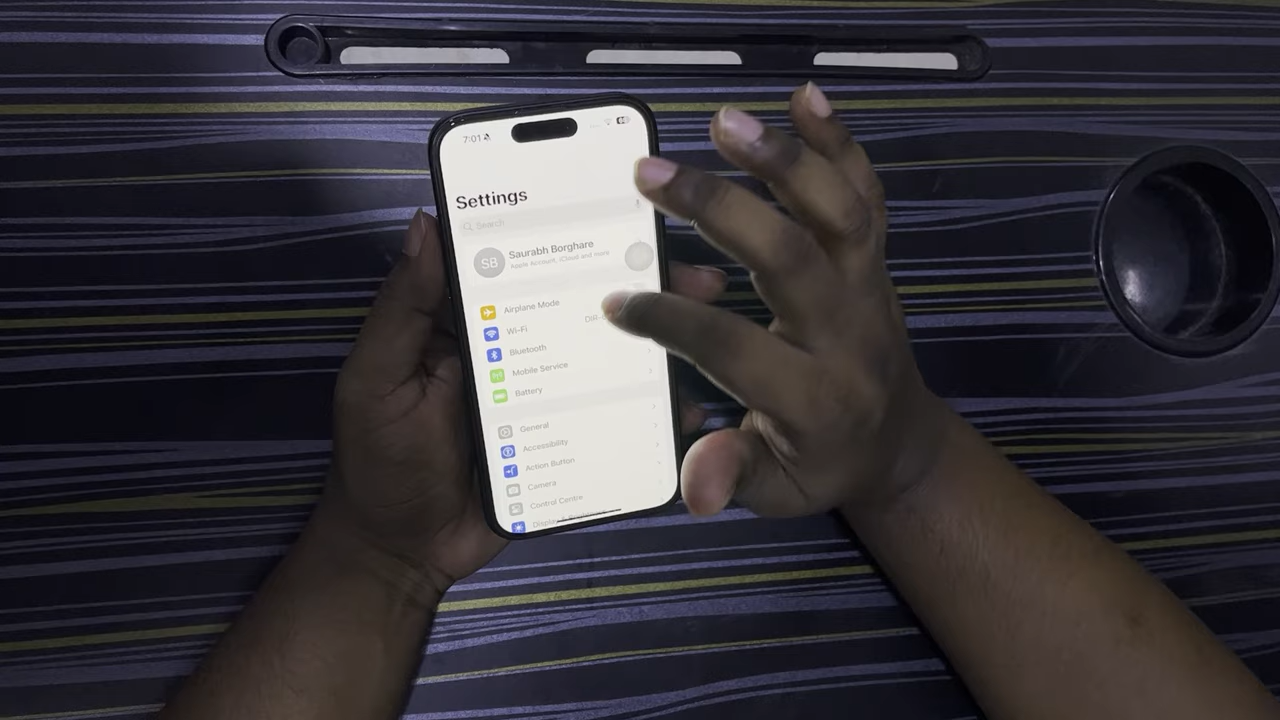 7:01
Settings
Search
SB
Saurabh Borghare
Apple Account, iCloud and more
Airplane Mode
Wi-Fi
Bluetooth
Mobile Service
Battery
General
Accessibility
Action Button
Camera
Control Centre